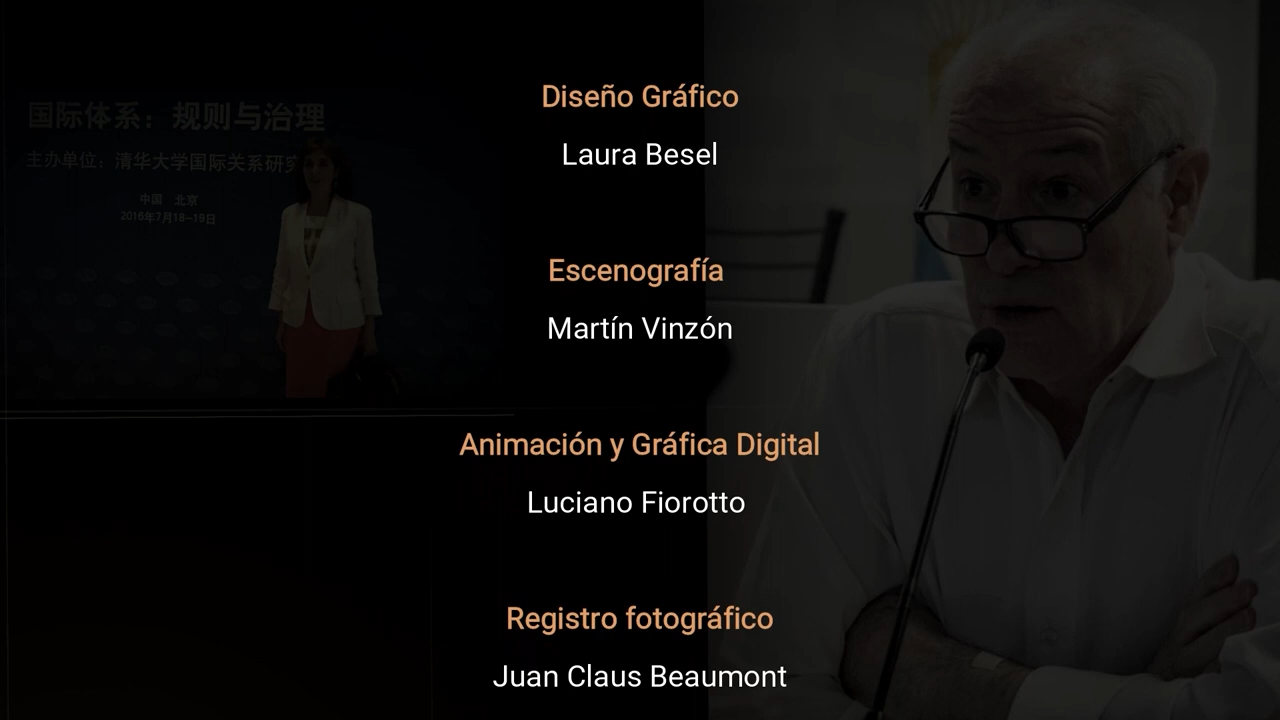 国际体系：规则与治理
主办单位：清华大学国际关系研究
中国 北京
2016年7月18-19日
Diseño Gráfico
Laura Besel
Escenografía
Martín Vinzón
Animación y Gráfica Digital
Luciano Fiorotto
Registro fotográfico
Juan Claus Beaumont